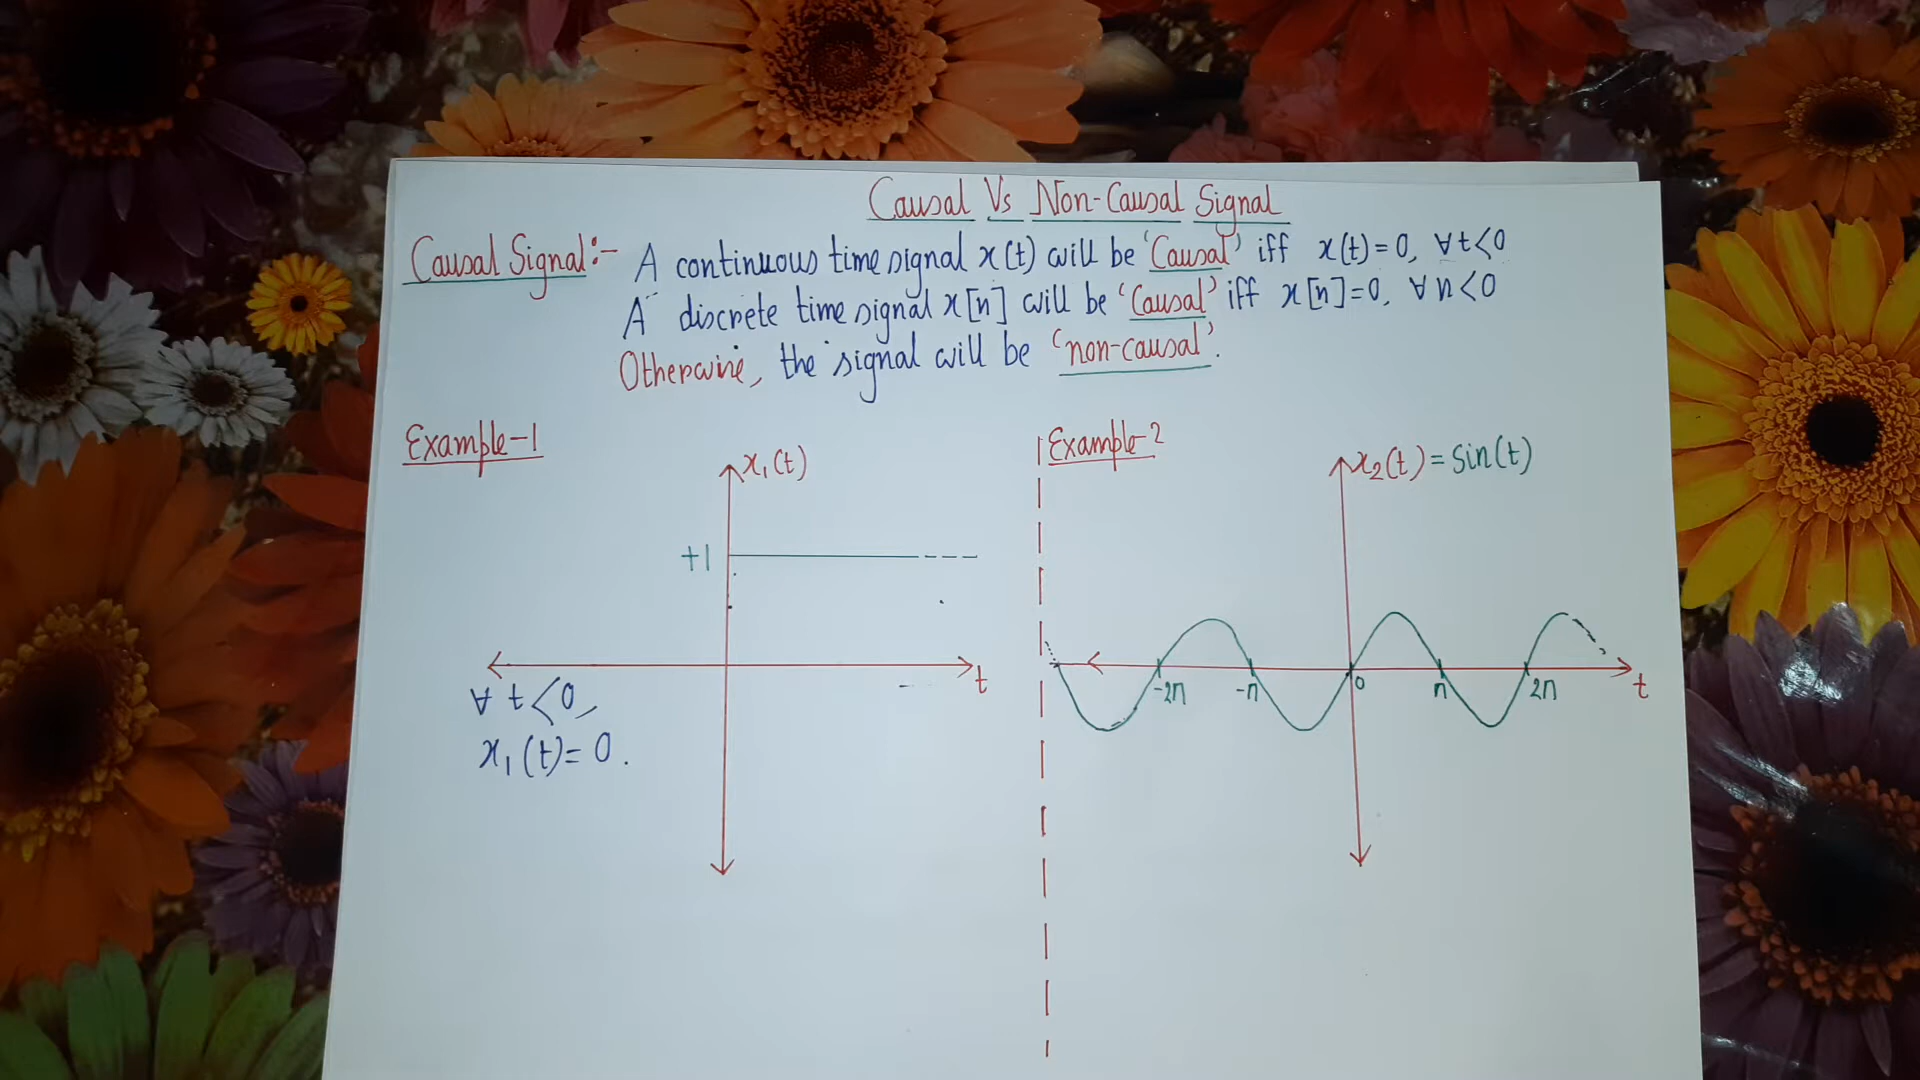 Causal Vs Non-Causal Signal
Causal Signal:- A continuous time signal x(t) will be 'Causal' iff x(t)=0, ∀t<0
A discrete time signal x[n] will be 'Causal' iff x[n]=0, ∀n<0
Otherwise, the signal will be 'non-causal'.
Example-1
x₁(t)
+1
t
∀ t<0,
x₁(t)=0.
Example-2
x₂(t)=Sin(t)
-2π -π 0 π 2π t